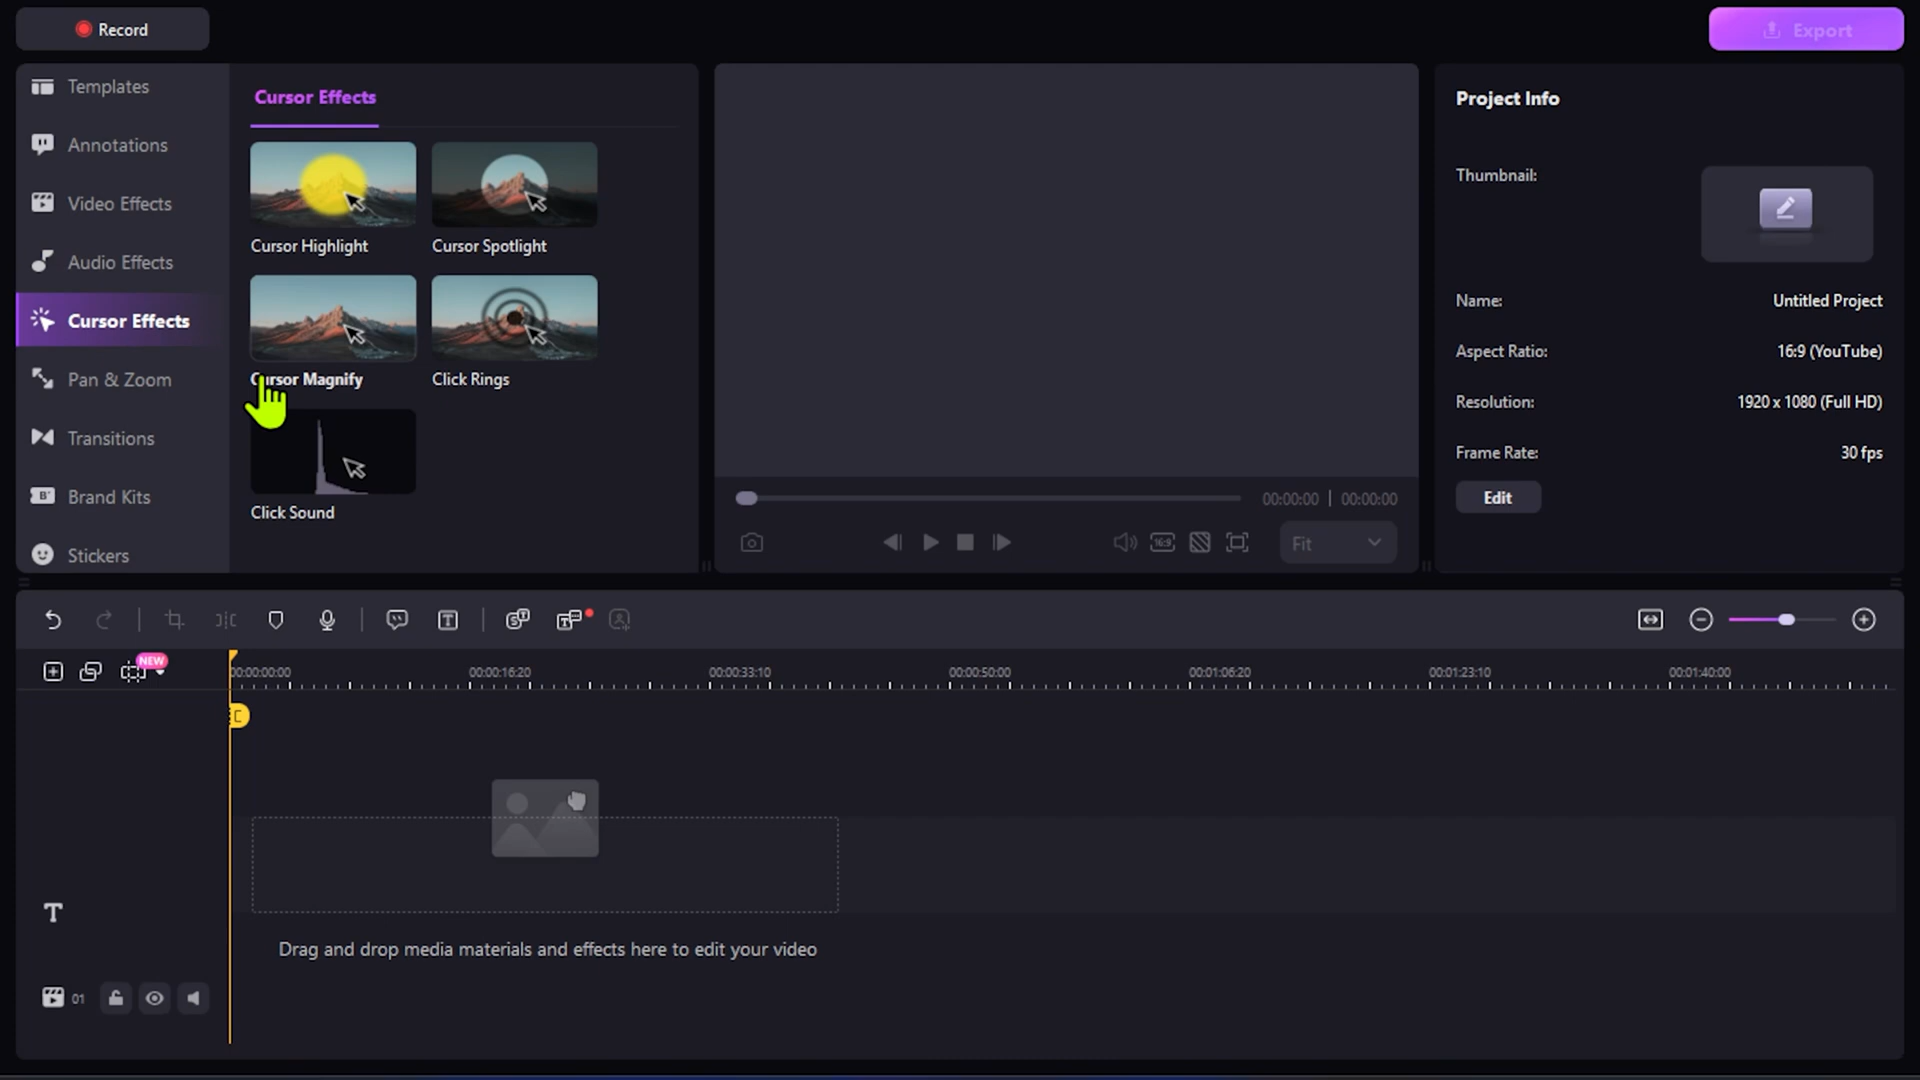 Record
Export
Templates
Annotations
Video Effects
Audio Effects
Cursor Effects
Pan & Zoom
Transitions
Brand Kits
Stickers
Cursor Effects
Cursor Highlight
Cursor Spotlight
Cursor Magnify
Click Rings
Click Sound
00:00:00 | 00:00:00
16:9
Fit
Project Info
Thumbnail:
Name: Untitled Project
Aspect Ratio: 16:9 (YouTube)
Resolution: 1920 x 1080 (Full HD)
Frame Rate: 30 fps
Edit
NEW
00:00:00:00 00:00:16:20 00:00:33:10 00:00:50:00 00:01:06:20 00:01:23:10 00:01:40:00
T
Drag and drop media materials and effects here to edit your video
01